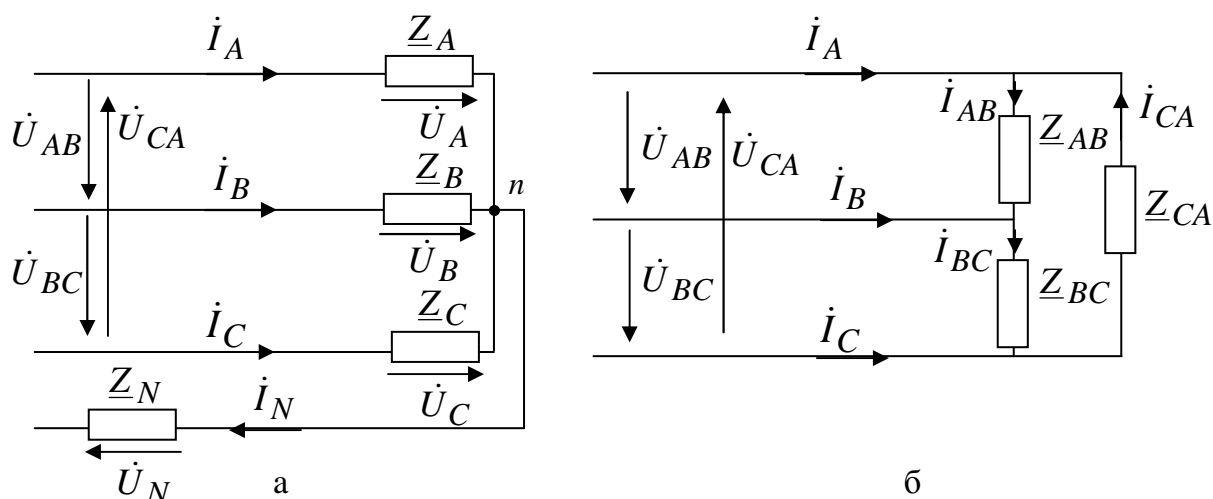 İ_A Z_A
U̇_AB U̇_CA U̇_A
İ_B Z_B n
U̇_BC U̇_B
İ_C Z_C
Z_N İ_N U̇_C
U̇_N
а
İ_A
İ_AB Z_AB İ_CA
U̇_AB U̇_CA
İ_B Z_CA
İ_BC
U̇_BC Z_BC
İ_C
б